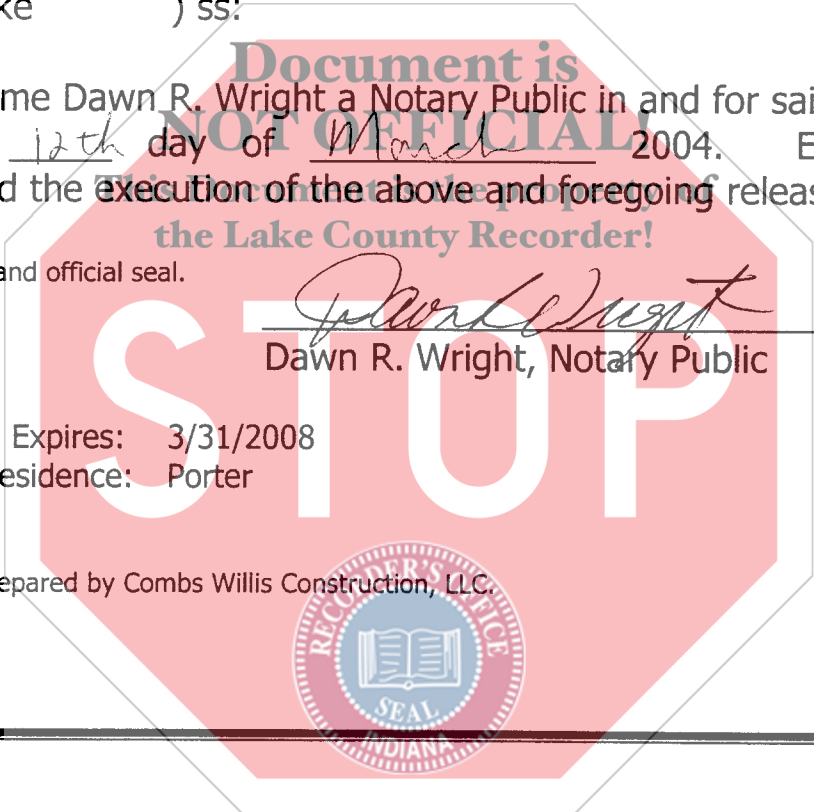 ke ) ss:
Document is
me Dawn R. Wright a Notary Public in and for sai
NOT OFFICIAL!
12th day of March 2004. E
d the execution of the above and foregoing releas
This Document is the property of
the Lake County Recorder!
and official seal.
Dawn R Wright
Dawn R. Wright, Notary Public
STOP
Expires: 3/31/2008
esidence: Porter
epared by Combs Willis Construction, LLC.
RECORDER'S OFFICE
SEAL
INDIANA